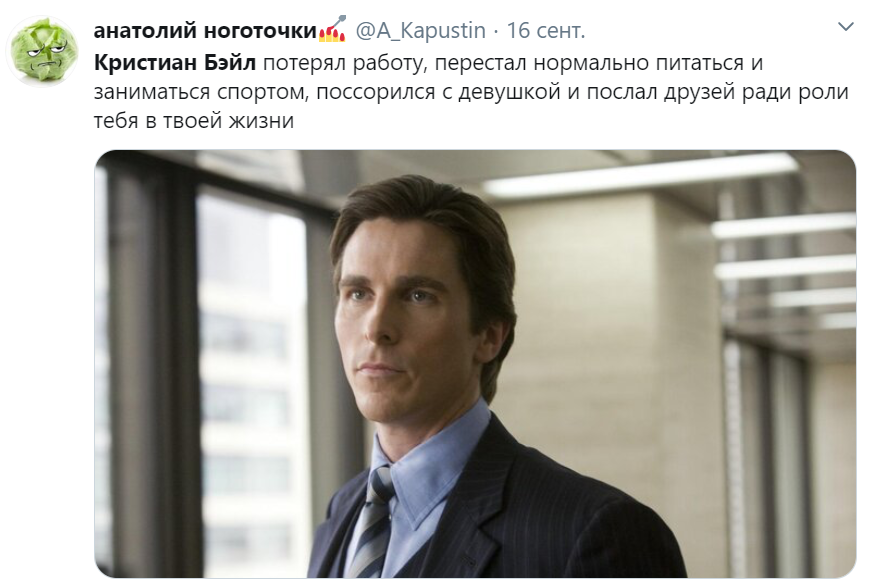 анатолий ноготочки💅 @A_Kapustin · 16 сент.
Кристиан Бэйл потерял работу, перестал нормально питаться и
заниматься спортом, поссорился с девушкой и послал друзей ради роли
тебя в твоей жизни